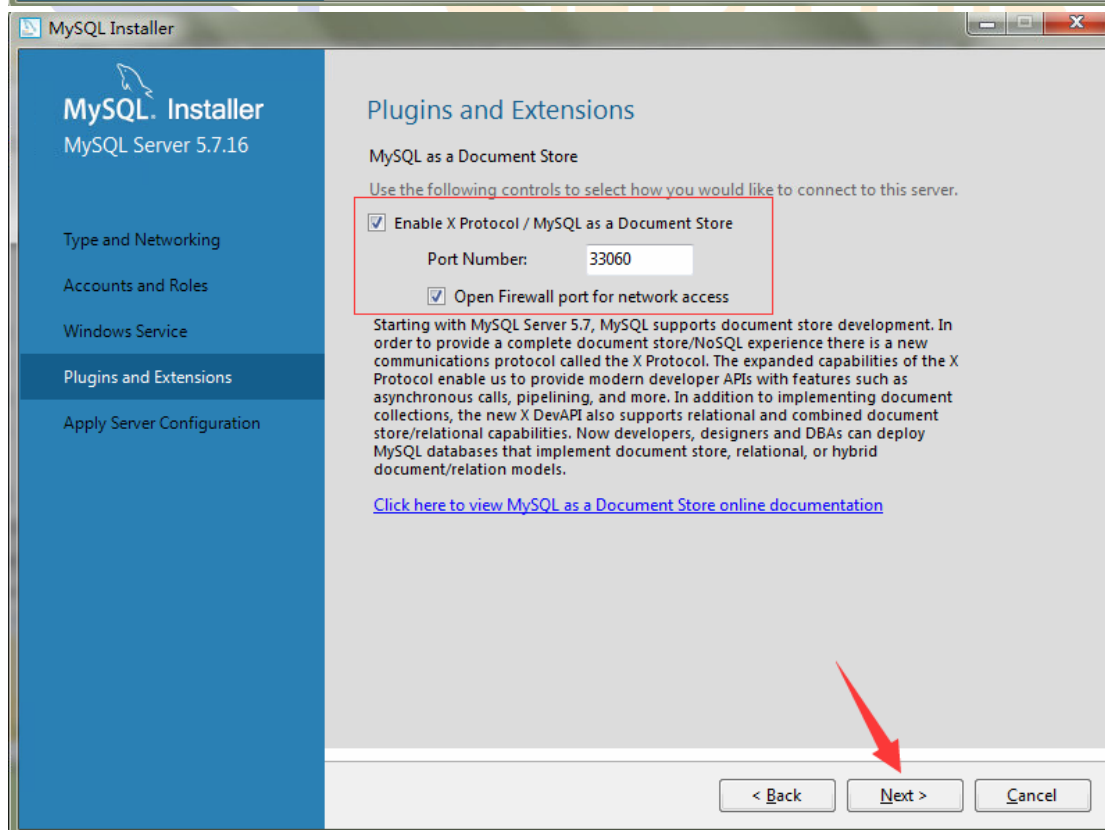 MySQL Installer
MySQL. Installer
MySQL Server 5.7.16
Type and Networking
Accounts and Roles
Windows Service
Plugins and Extensions
Apply Server Configuration
Plugins and Extensions
MySQL as a Document Store
Use the following controls to select how you would like to connect to this server.
Enable X Protocol / MySQL as a Document Store
Port Number: 33060
Open Firewall port for network access
Starting with MySQL Server 5.7, MySQL supports document store development. In
order to provide a complete document store/NoSQL experience there is a new
communications protocol called the X Protocol. The expanded capabilities of the X
Protocol enable us to provide modern developer APIs with features such as
asynchronous calls, pipelining, and more. In addition to implementing document
collections, the new X DevAPI also supports relational and combined document
store/relational capabilities. Now developers, designers and DBAs can deploy
MySQL databases that implement document store, relational, or hybrid
document/relation models.
Click here to view MySQL as a Document Store online documentation
< Back Next > Cancel